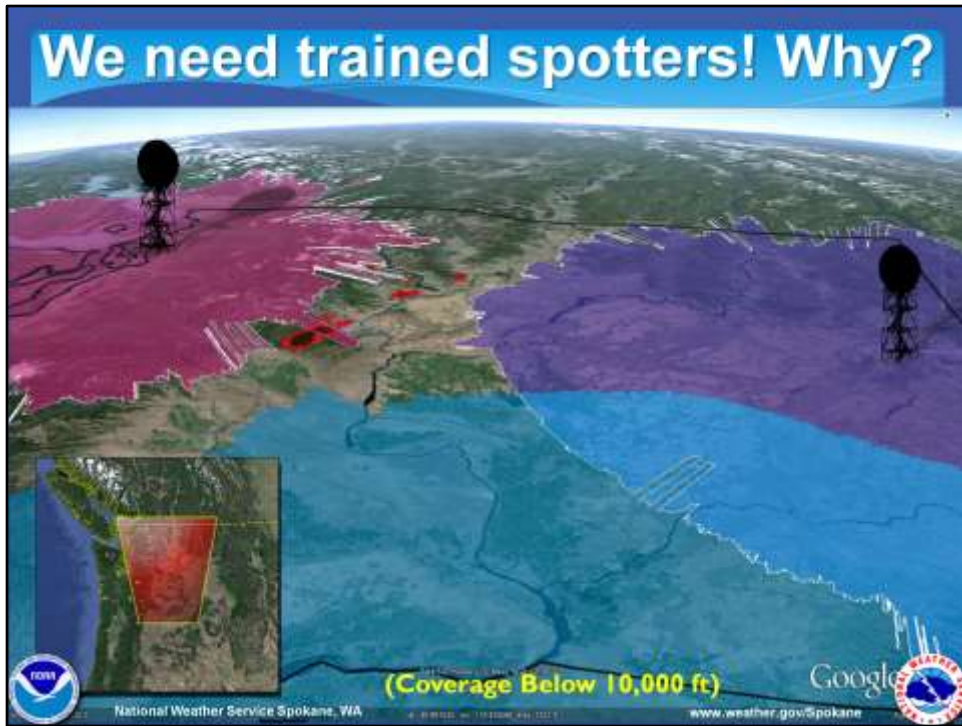 We need trained spotters! Why?
(Coverage Below 10,000 ft)
Google
NOAA
National Weather Service Spokane, WA
www.weather.gov/Spokane